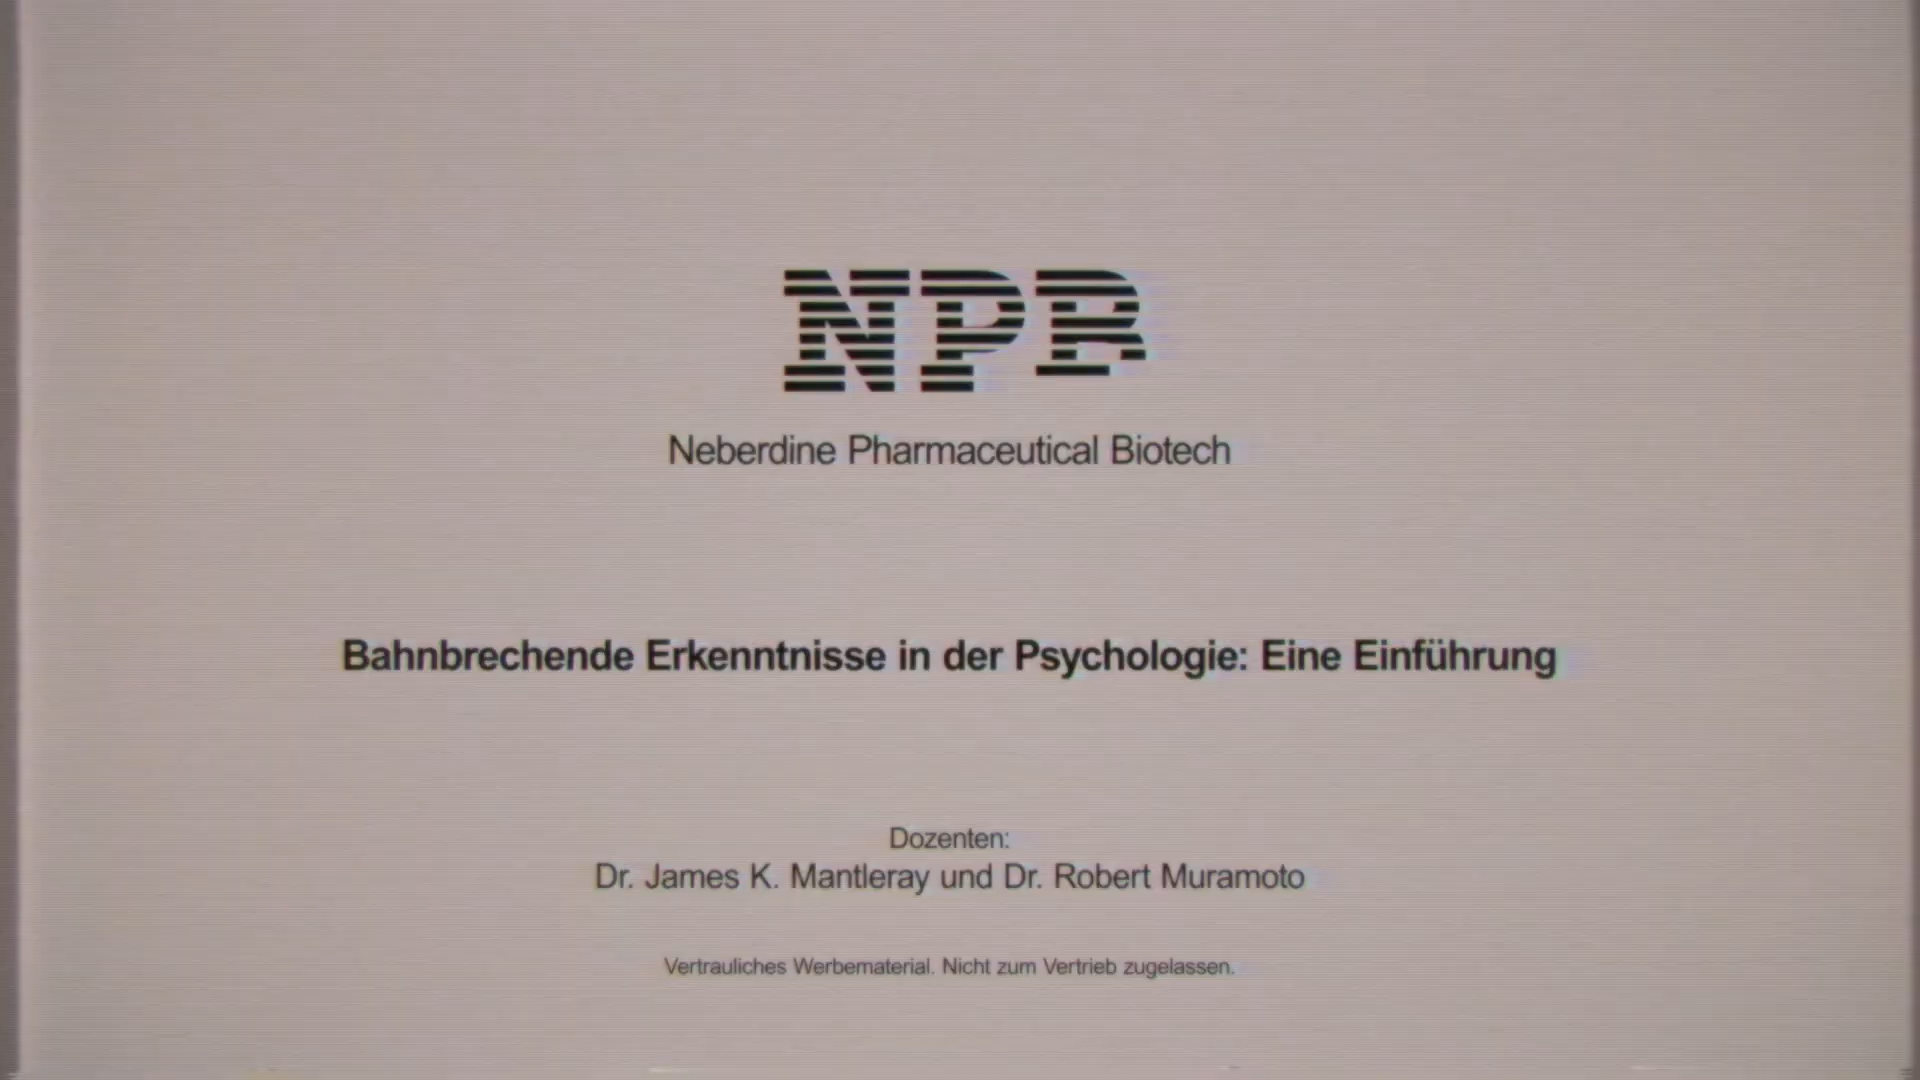 NPB
Neberdine Pharmaceutical Biotech
Bahnbrechende Erkenntnisse in der Psychologie: Eine Einführung
Dozenten:
Dr. James K. Mantleray und Dr. Robert Muramoto
Vertrauliches Werbematerial. Nicht zum Vertrieb zugelassen.